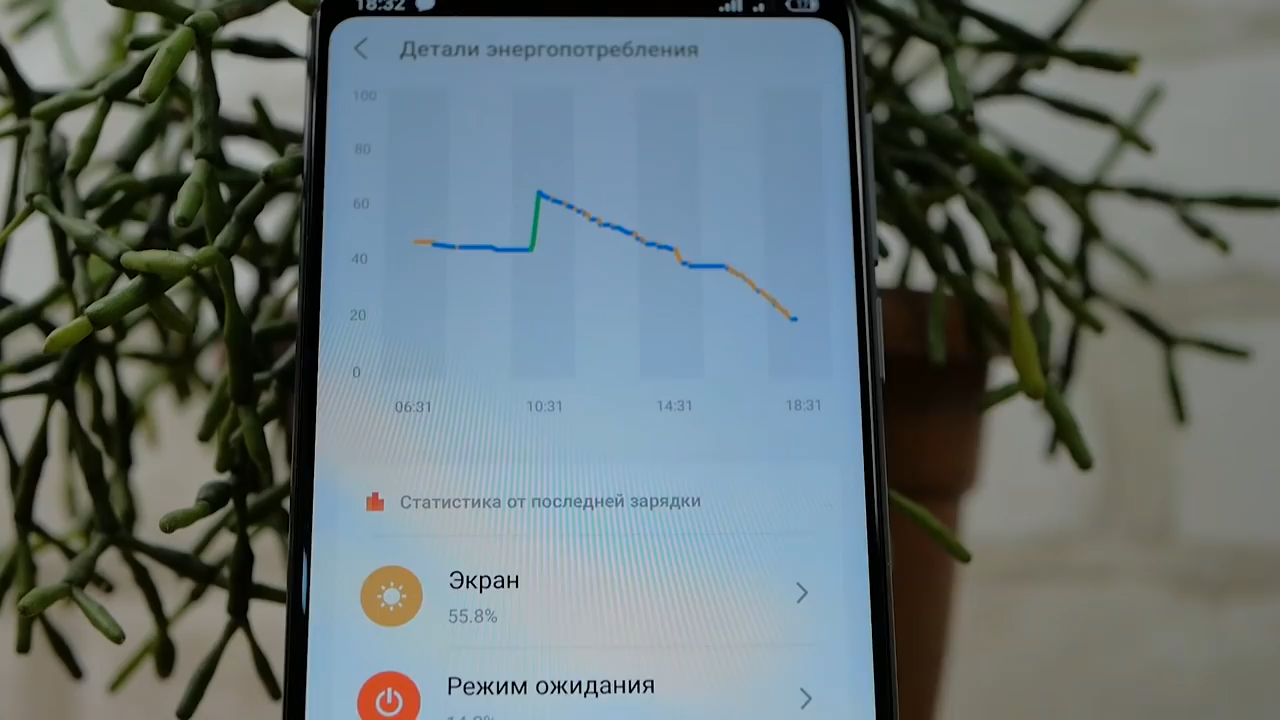 18:32
Детали энергопотребления
100
80
60
40
20
0
06:31 10:31 14:31 18:31
Статистика от последней зарядки
Экран
55.8%
Режим ожидания